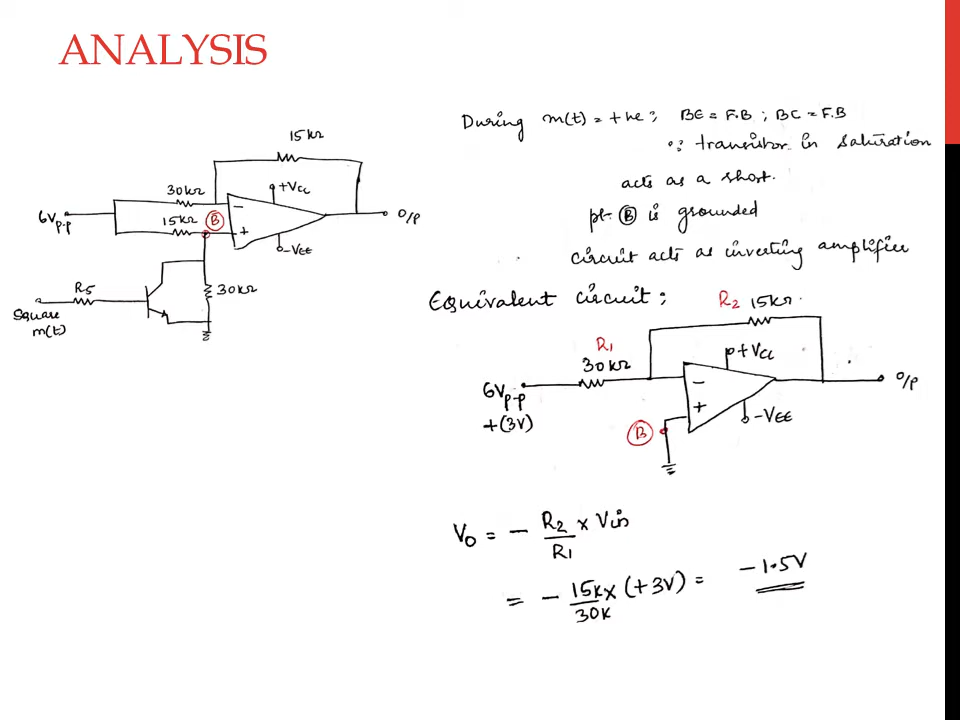 ANALYSIS
During m(t) = +ve ; BE = F.B ; BC = F.B
∴ transistor in saturation
acts as a short.
pt- B is grounded
circuit acts as inverting amplifier
15kΩ
30kΩ
+VCC
6Vp-p
15kΩ
B
−
+
O/p
−VEE
R5
30kΩ
Square
m(t)
Equivalent circuit ;
R2 15kΩ
R1
30kΩ
+VCC
6Vp-p
+(3V)
−
+
O/p
−VEE
B
V0 = − R2/R1 × Vin
= − 15k/30k × (+3V) = −1.5V